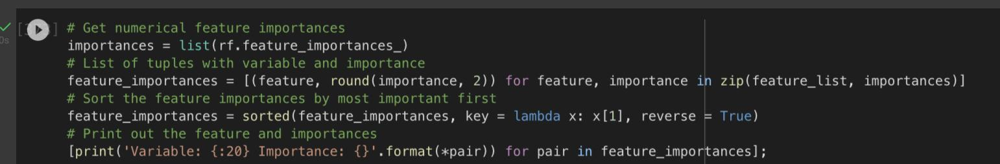 # Get numerical feature importances
importances = list(rf.feature_importances_)
# List of tuples with variable and importance
feature_importances = [(feature, round(importance, 2)) for feature, importance in zip(feature_list, importances)]
# Sort the feature importances by most important first
feature_importances = sorted(feature_importances, key = lambda x: x[1], reverse = True)
# Print out the feature and importances
[print('Variable: {:20} Importance: {}'.format(*pair)) for pair in feature_importances];